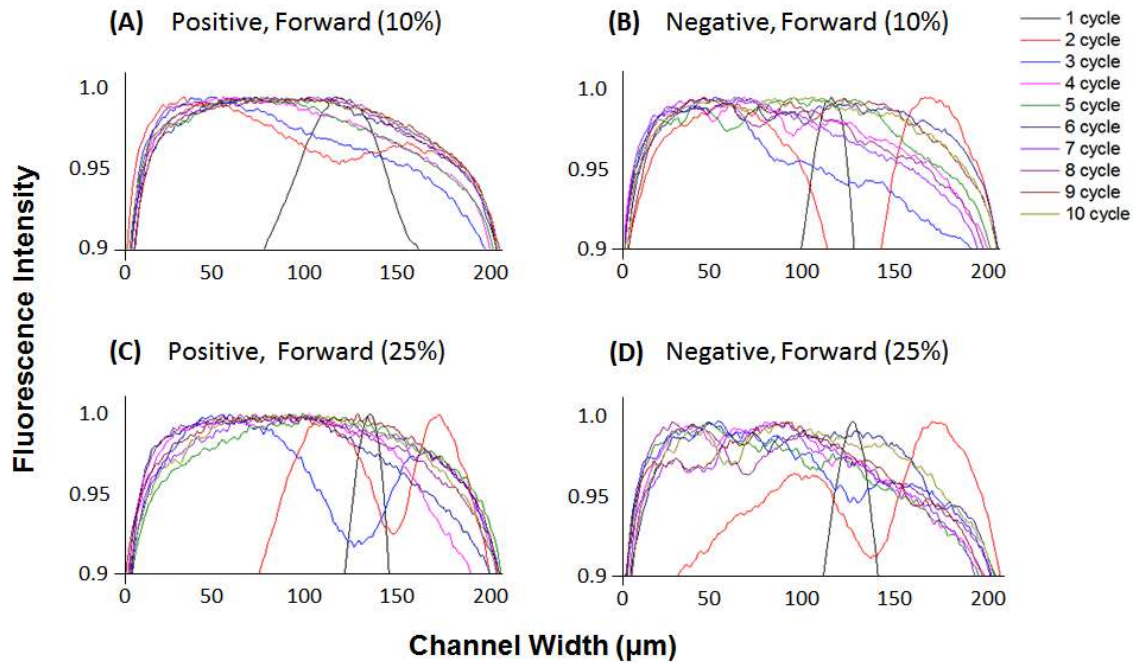 (A) Positive, Forward (10%)
(B) Negative, Forward (10%)
1 cycle
2 cycle
3 cycle
4 cycle
5 cycle
6 cycle
7 cycle
8 cycle
9 cycle
10 cycle
1.0
0.95
0.9
0 50 100 150 200
1.0
0.95
0.9
0 50 100 150 200
(C) Positive, Forward (25%)
(D) Negative, Forward (25%)
1.0
0.95
0.9
0 50 100 150 200
1.0
0.95
0.9
0 50 100 150 200
Fluorescence Intensity
Channel Width (µm)